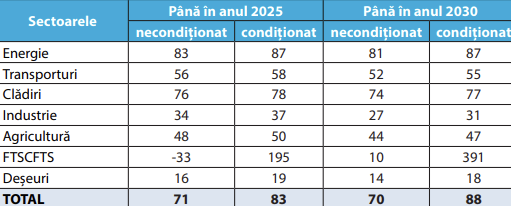 Sectoarele Până în anul 2025 Până în anul 2030
necondiționat condiționat necondiționat condiționat
Energie 83 87 81 87
Transporturi 56 58 52 55
Clădiri 76 78 74 77
Industrie 34 37 27 31
Agricultură 48 50 44 47
FTSCFTS -33 195 10 391
Deșeuri 16 19 14 18
TOTAL 71 83 70 88